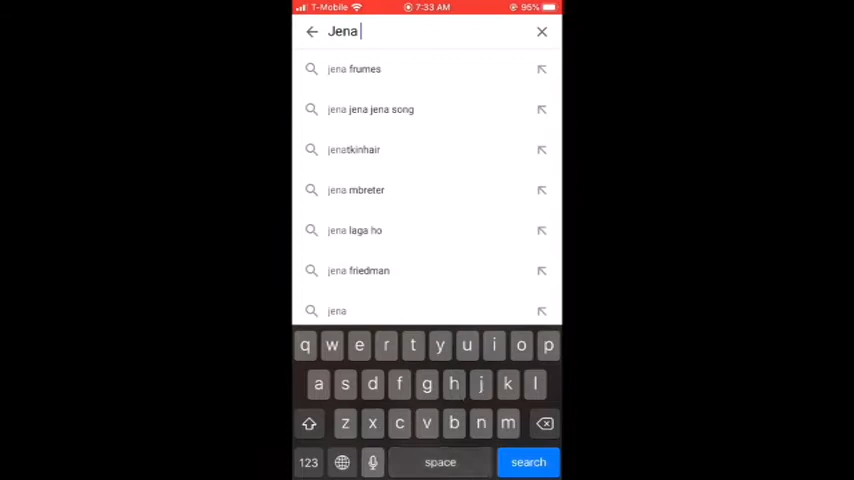 T-Mobile 7:33 AM 95%
Jena
jena frumes
jena jena jena song
jenatkinhair
jena mbreter
jena laga ho
jena friedman
jena
q w e r t y u i o p
a s d f g h j k l
z x c v b n m
123 space search